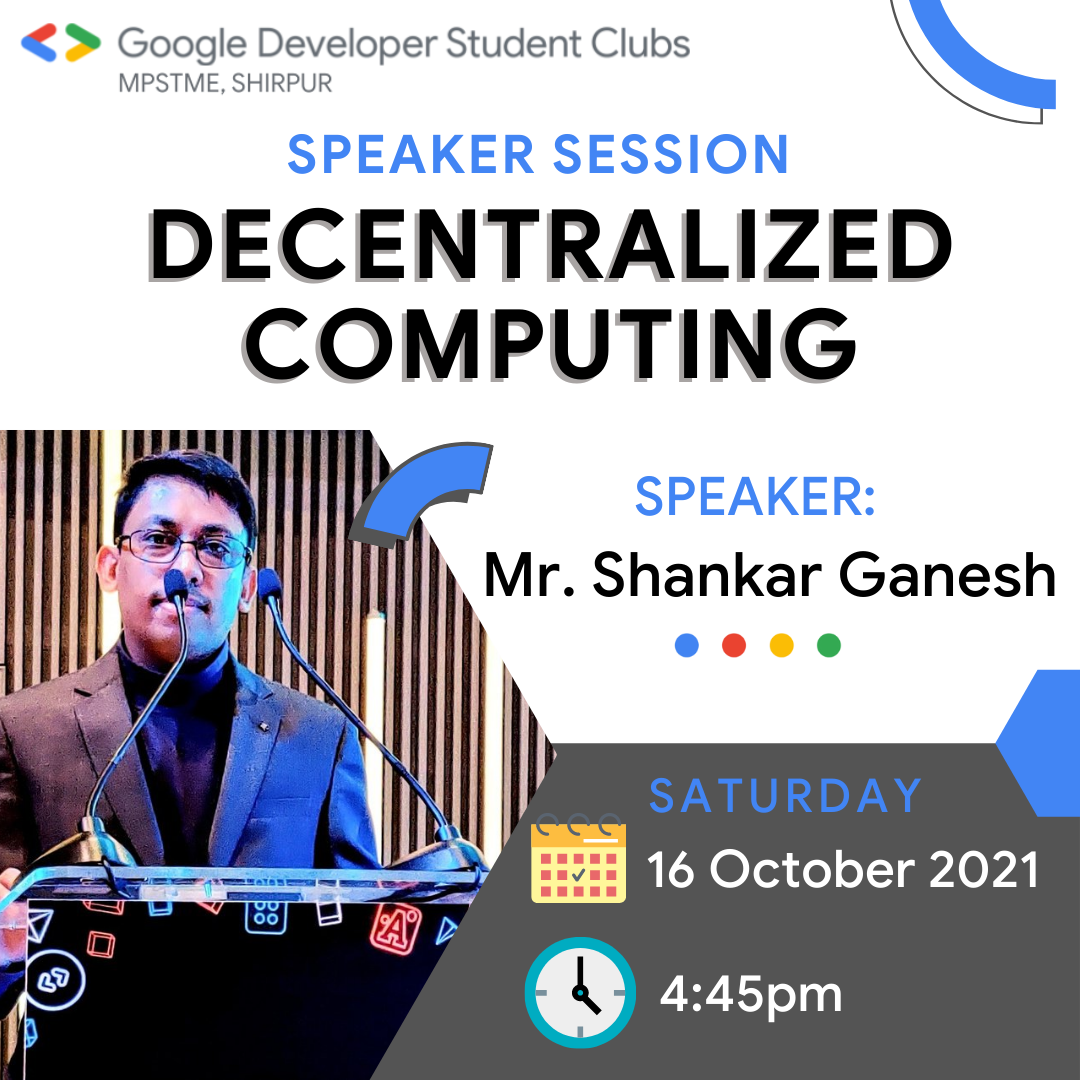 Google Developer Student Clubs
MPSTME, SHIRPUR
SPEAKER SESSION
DECENTRALIZED
COMPUTING
SPEAKER:
Mr. Shankar Ganesh
SATURDAY
16 October 2021
4:45pm
A